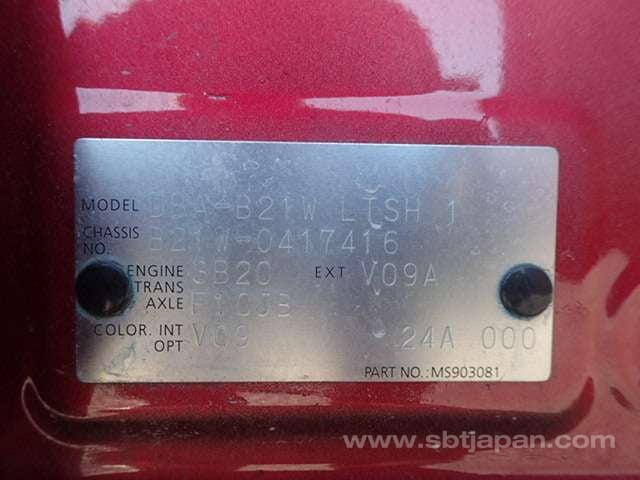 MODEL DBA-B21W LTSH 1
CHASSIS NO. B21W-0417416
ENGINE 3B20 EXT V09A
TRANS AXLE F1CJB
COLOR. INT OPT V09 24A 000
PART NO.:MS903081
www.sbtjapan.com